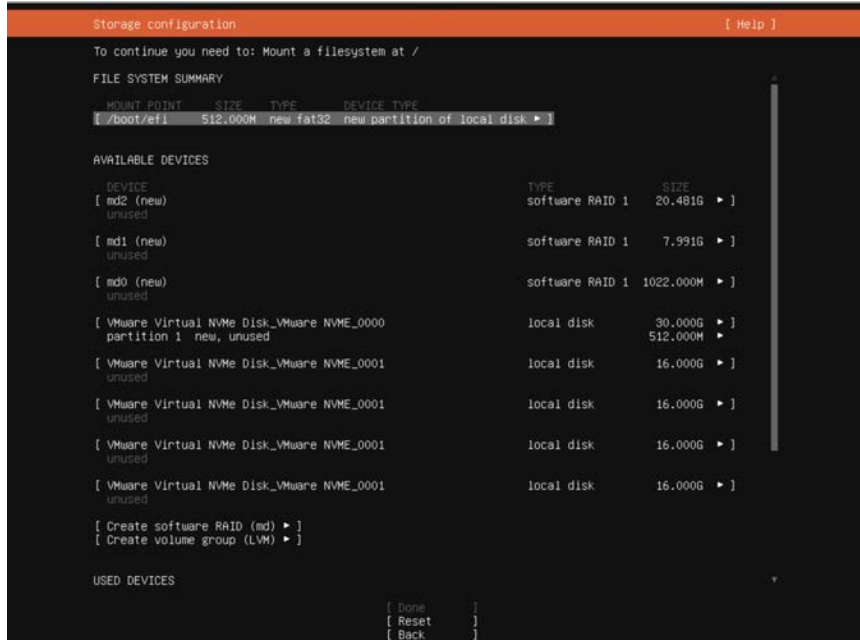 Storage configuration [ Help ]
To continue you need to: Mount a filesystem at /
FILE SYSTEM SUMMARY
MOUNT POINT SIZE TYPE DEVICE TYPE
[ /boot/efi 512.000M new fat32 new partition of local disk ▸ ]
AVAILABLE DEVICES
DEVICE TYPE SIZE
[ md2 (new) software RAID 1 20.481G ▸ ]
unused
[ md1 (new) software RAID 1 7.991G ▸ ]
unused
[ md0 (new) software RAID 1 1022.000M ▸ ]
unused
[ VMware Virtual NVMe Disk_VMware NVME_0000 local disk 30.000G ▸ ]
partition 1 new, unused 512.000M ▸
[ VMware Virtual NVMe Disk_VMware NVME_0001 local disk 16.000G ▸ ]
unused
[ VMware Virtual NVMe Disk_VMware NVME_0001 local disk 16.000G ▸ ]
unused
[ VMware Virtual NVMe Disk_VMware NVME_0001 local disk 16.000G ▸ ]
unused
[ VMware Virtual NVMe Disk_VMware NVME_0001 local disk 16.000G ▸ ]
unused
[ Create software RAID (md) ▸ ]
[ Create volume group (LVM) ▸ ]
USED DEVICES
[ Done ]
[ Reset ]
[ Back ]